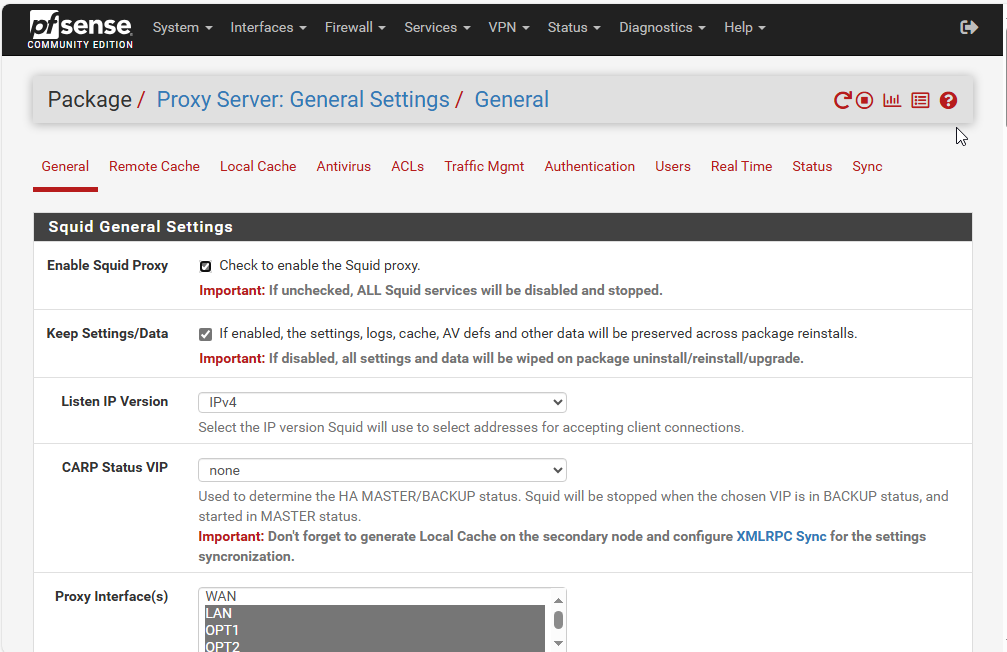 pfsense
COMMUNITY EDITION
System Interfaces Firewall Services VPN Status Diagnostics Help
Package / Proxy Server: General Settings / General
General Remote Cache Local Cache Antivirus ACLs Traffic Mgmt Authentication Users Real Time Status Sync
Squid General Settings
Enable Squid Proxy Check to enable the Squid proxy.
Important: If unchecked, ALL Squid services will be disabled and stopped.
Keep Settings/Data If enabled, the settings, logs, cache, AV defs and other data will be preserved across package reinstalls.
Important: If disabled, all settings and data will be wiped on package uninstall/reinstall/upgrade.
Listen IP Version IPv4
Select the IP version Squid will use to select addresses for accepting client connections.
CARP Status VIP none
Used to determine the HA MASTER/BACKUP status. Squid will be stopped when the chosen VIP is in BACKUP status, and
started in MASTER status.
Important: Don't forget to generate Local Cache on the secondary node and configure XMLRPC Sync for the settings
syncronization.
Proxy Interface(s) WAN
LAN
OPT1
OPT2